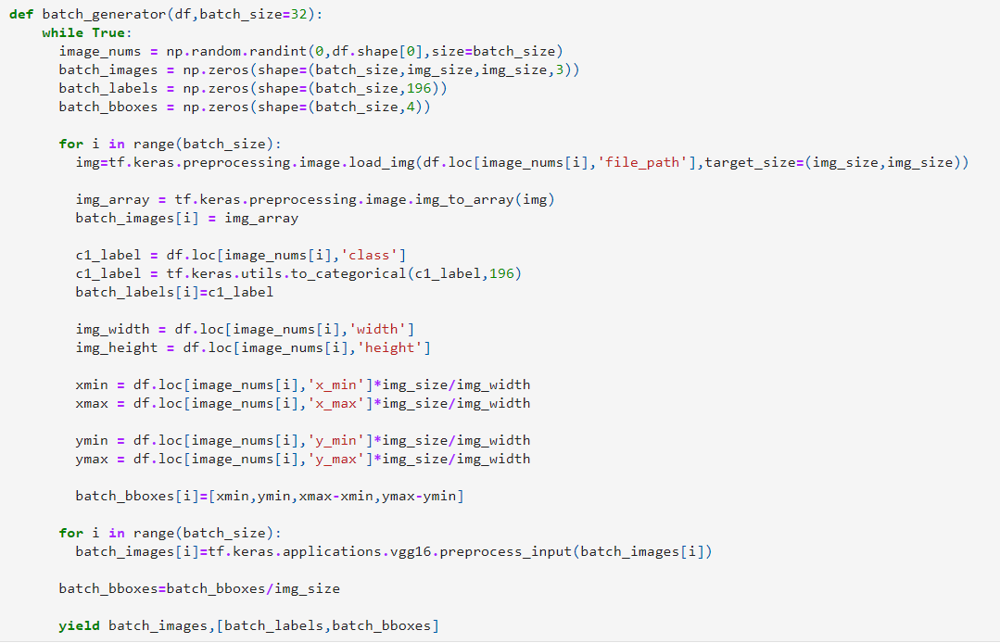 def batch_generator(df,batch_size=32):
    while True:
      image_nums = np.random.randint(0,df.shape[0],size=batch_size)
      batch_images = np.zeros(shape=(batch_size,img_size,img_size,3))
      batch_labels = np.zeros(shape=(batch_size,196))
      batch_bboxes = np.zeros(shape=(batch_size,4))

      for i in range(batch_size):
        img=tf.keras.preprocessing.image.load_img(df.loc[image_nums[i],'file_path'],target_size=(img_size,img_size))

        img_array = tf.keras.preprocessing.image.img_to_array(img)
        batch_images[i] = img_array

        c1_label = df.loc[image_nums[i],'class']
        c1_label = tf.keras.utils.to_categorical(c1_label,196)
        batch_labels[i]=c1_label

        img_width = df.loc[image_nums[i],'width']
        img_height = df.loc[image_nums[i],'height']

        xmin = df.loc[image_nums[i],'x_min']*img_size/img_width
        xmax = df.loc[image_nums[i],'x_max']*img_size/img_width

        ymin = df.loc[image_nums[i],'y_min']*img_size/img_width
        ymax = df.loc[image_nums[i],'y_max']*img_size/img_width

        batch_bboxes[i]=[xmin,ymin,xmax-xmin,ymax-ymin]

      for i in range(batch_size):
        batch_images[i]=tf.keras.applications.vgg16.preprocess_input(batch_images[i])

      batch_bboxes=batch_bboxes/img_size

      yield batch_images,[batch_labels,batch_bboxes]